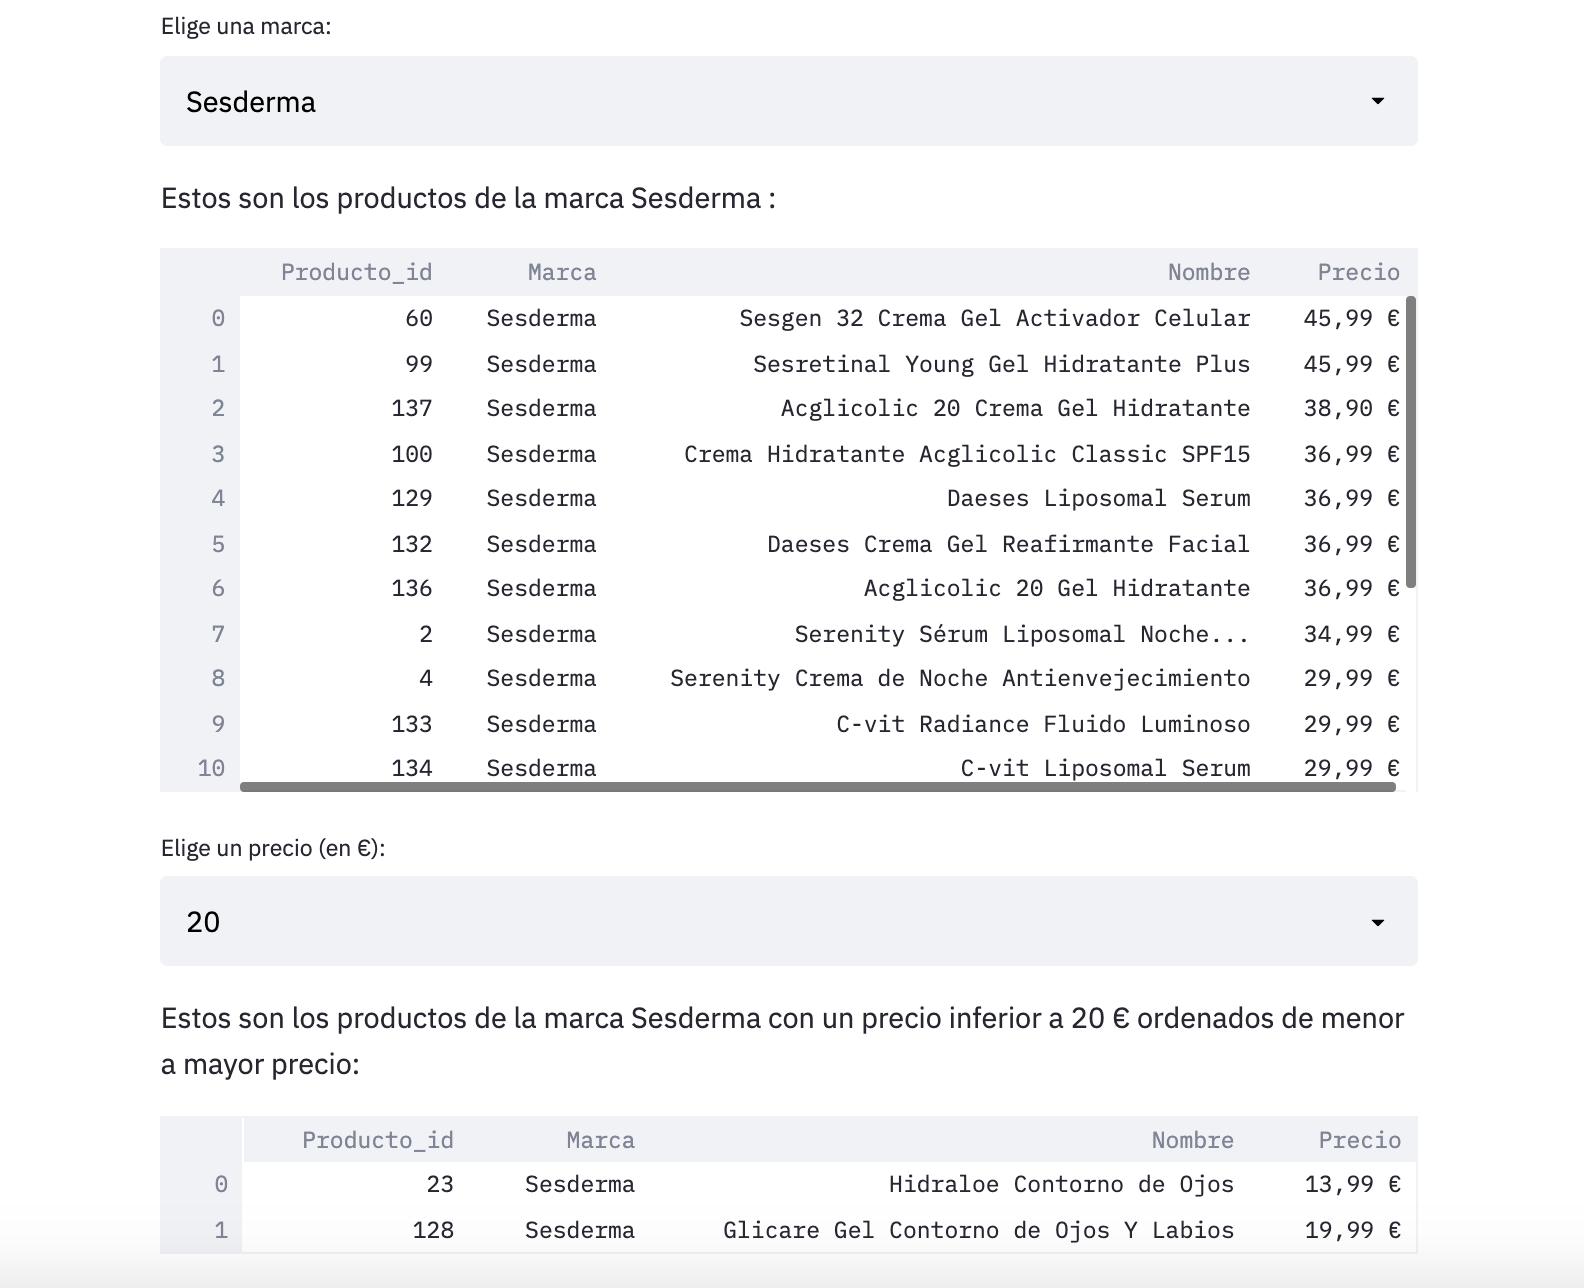 Elige una marca:
Sesderma
Estos son los productos de la marca Sesderma :
Producto_id Marca Nombre Precio
0 60 Sesderma Sesgen 32 Crema Gel Activador Celular 45,99 €
1 99 Sesderma Sesretinal Young Gel Hidratante Plus 45,99 €
2 137 Sesderma Acglicolic 20 Crema Gel Hidratante 38,90 €
3 100 Sesderma Crema Hidratante Acglicolic Classic SPF15 36,99 €
4 129 Sesderma Daeses Liposomal Serum 36,99 €
5 132 Sesderma Daeses Crema Gel Reafirmante Facial 36,99 €
6 136 Sesderma Acglicolic 20 Gel Hidratante 36,99 €
7 2 Sesderma Serenity Sérum Liposomal Noche... 34,99 €
8 4 Sesderma Serenity Crema de Noche Antienvejecimiento 29,99 €
9 133 Sesderma C-vit Radiance Fluido Luminoso 29,99 €
10 134 Sesderma C-vit Liposomal Serum 29,99 €
Elige un precio (en €):
20
Estos son los productos de la marca Sesderma con un precio inferior a 20 € ordenados de menor
a mayor precio:
Producto_id Marca Nombre Precio
0 23 Sesderma Hidraloe Contorno de Ojos 13,99 €
1 128 Sesderma Glicare Gel Contorno de Ojos Y Labios 19,99 €